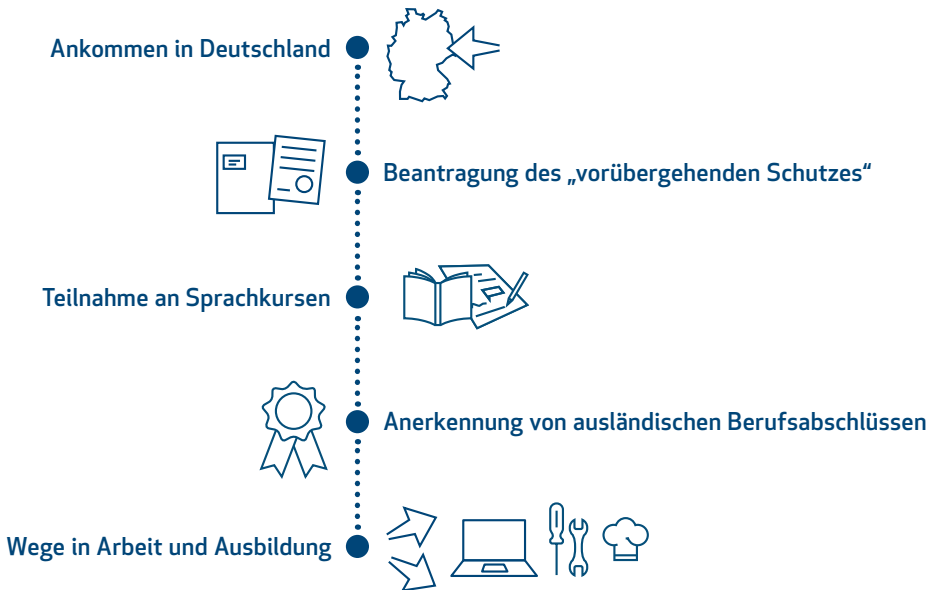 Ankommen in Deutschland
Beantragung des „vorübergehenden Schutzes“
Teilnahme an Sprachkursen
Anerkennung von ausländischen Berufsabschlüssen
Wege in Arbeit und Ausbildung